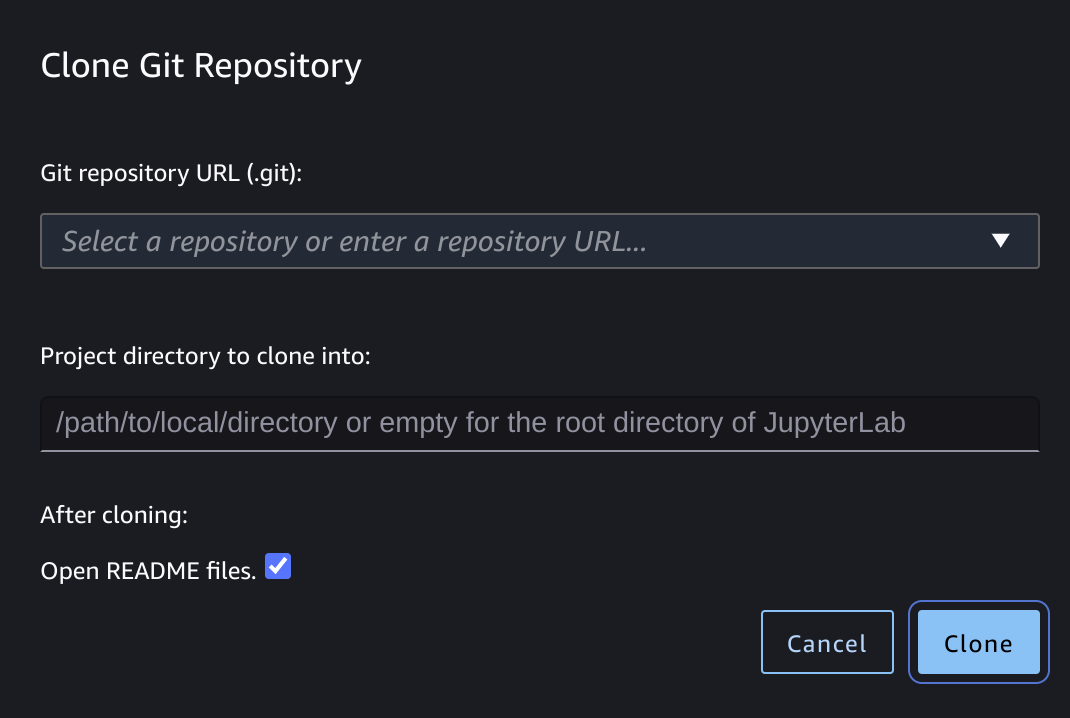 Clone Git Repository
Git repository URL (.git):
Select a repository or enter a repository URL...
Project directory to clone into:
/path/to/local/directory or empty for the root directory of JupyterLab
After cloning:
Open README files.
Cancel Clone